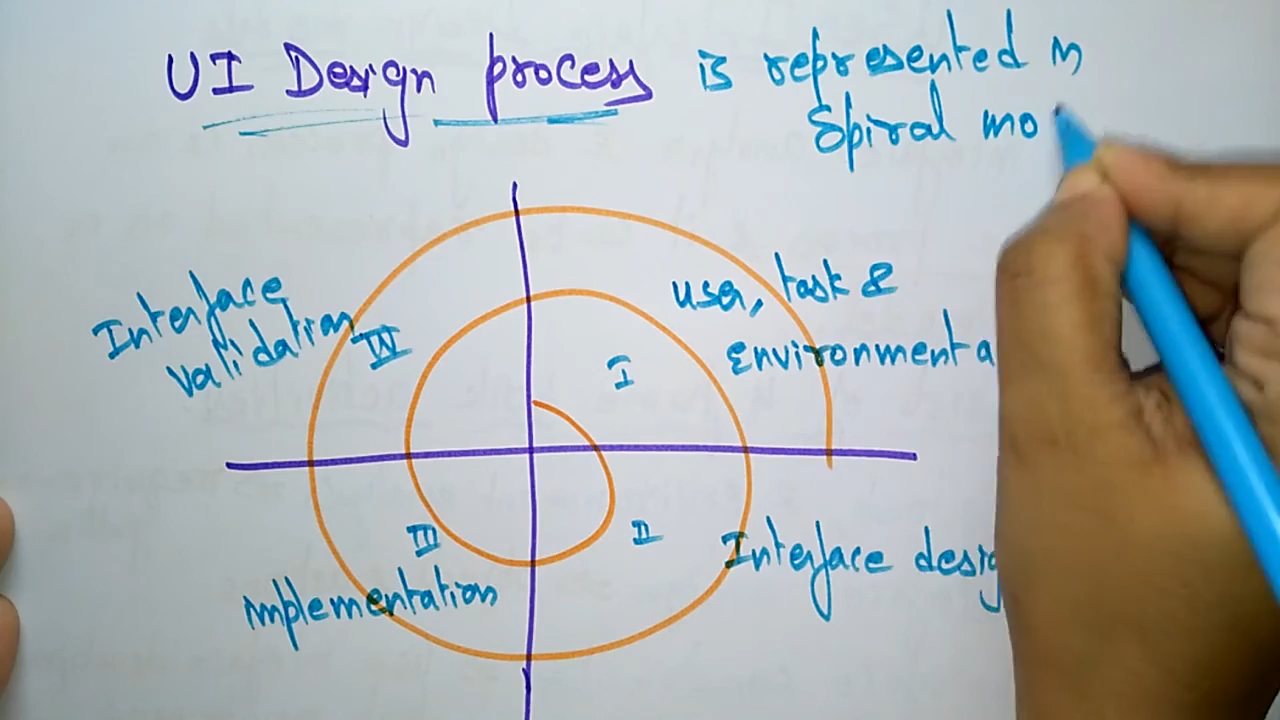 UI Design process is represented in
Spiral mo
Interface
validation
IV
user, task &
Environment a
I
III
II
Implementation
Interface desig